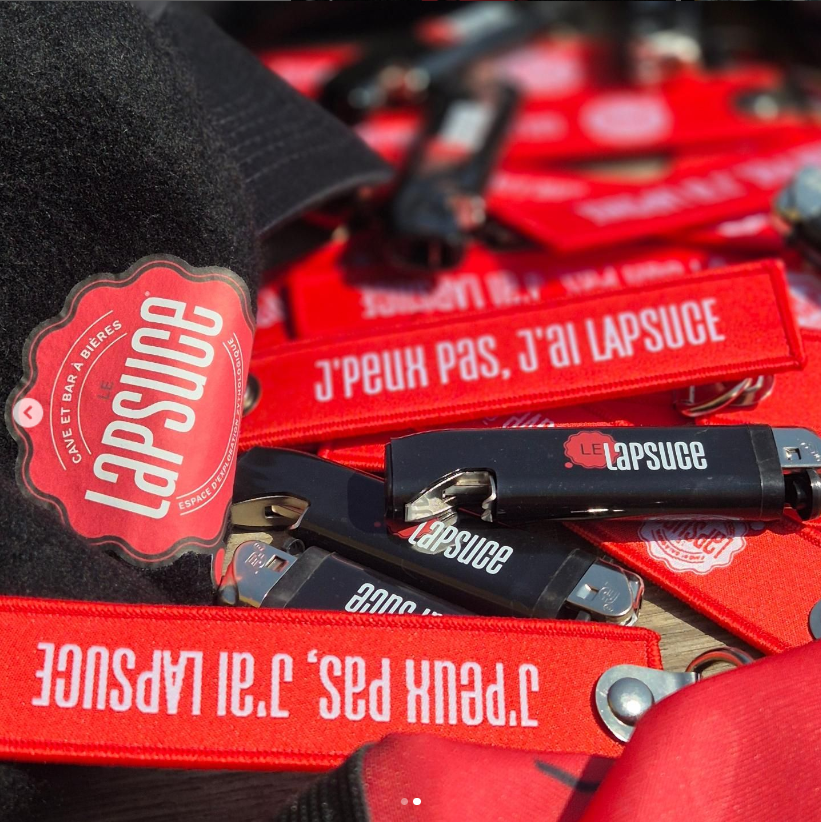 CAVE ET BAR À BIÈRES
LE
Lapsuce
ESPACE D'EXPLORATION ZYTHOLOGIQUE
J'Peux Pas, J'ai LAPSUCE
LE Lapsuce
Lapsuce
Lapsuce
J'Peux Pas, J'ai LAPSUCE